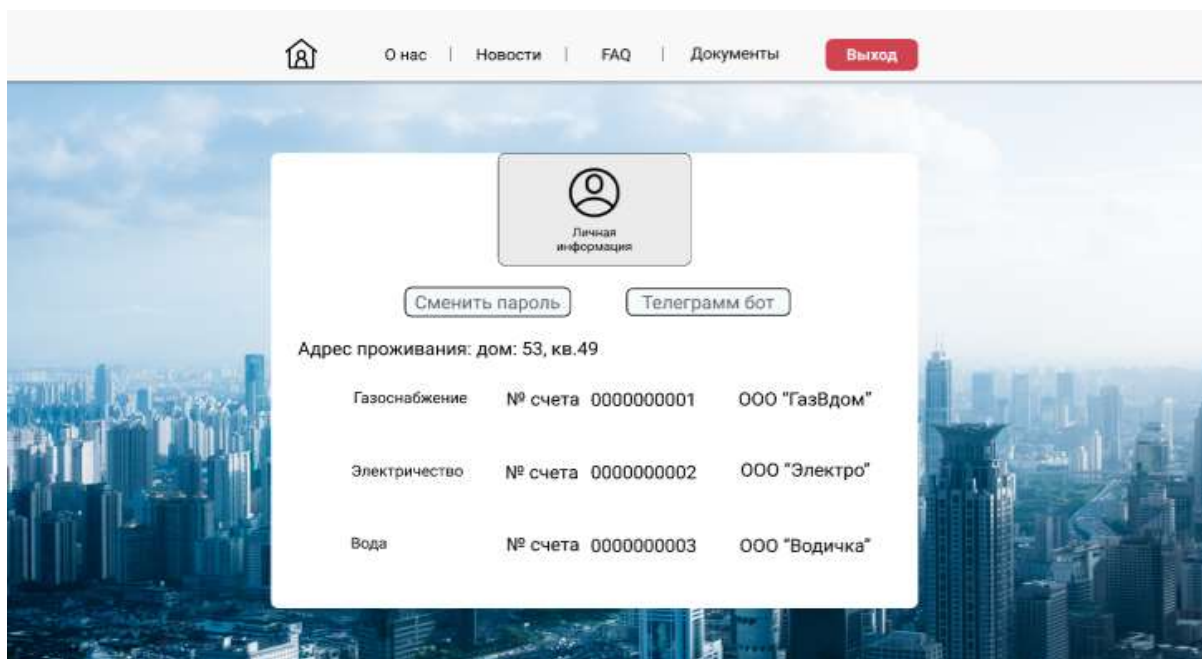 О нас | Новости | FAQ | Документы Выход
Личная
информация
Сменить пароль Телеграмм бот
Адрес проживания: дом: 53, кв.49
Газоснабжение № счета 0000000001 ООО "ГазВдом"
Электричество № счета 0000000002 ООО "Электро"
Вода № счета 0000000003 ООО "Водичка"